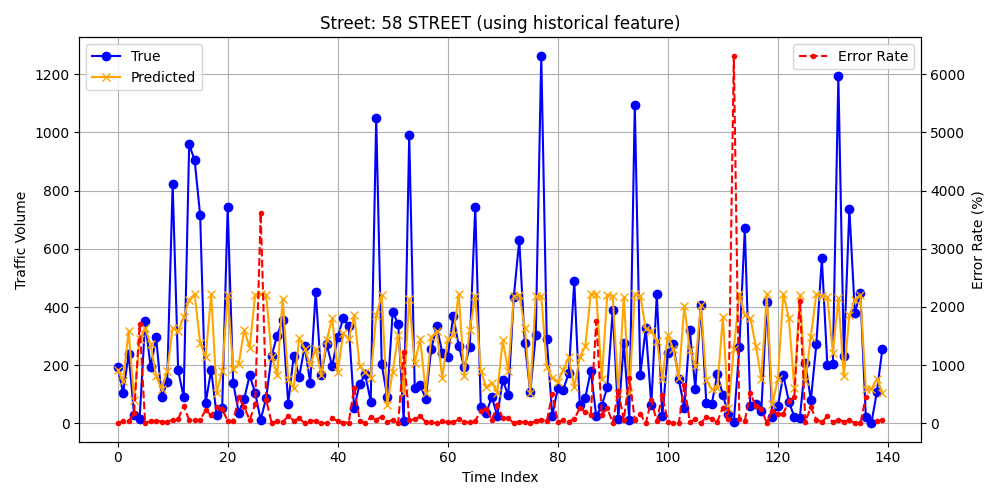 Street: 58 STREET (using historical feature)
True
Predicted
Error Rate
Traffic Volume
Error Rate (%)
1200
1000
800
600
400
200
0
6000
5000
4000
3000
2000
1000
0
0 20 40 60 80 100 120 140
Time Index